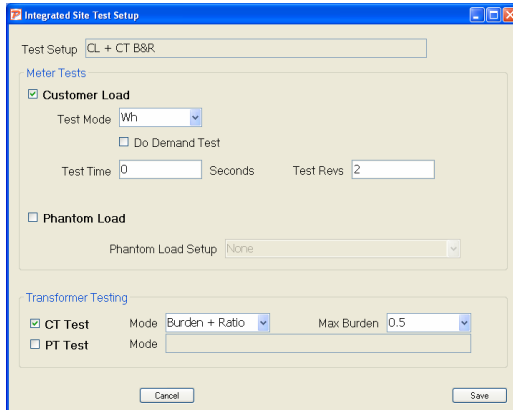 Integrated Site Test Setup
Test Setup CL + CT B&R
Meter Tests
Customer Load
Test Mode Wh
Do Demand Test
Test Time 0 Seconds Test Revs 2
Phantom Load
Phantom Load Setup None
Transformer Testing
CT Test Mode Burden + Ratio Max Burden 0.5
PT Test Mode
Cancel Save